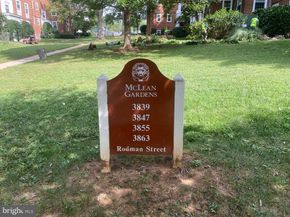 McLEAN
GARDENS
3839
3847
3855
3863
Rodman Street
BRIGHT MLS